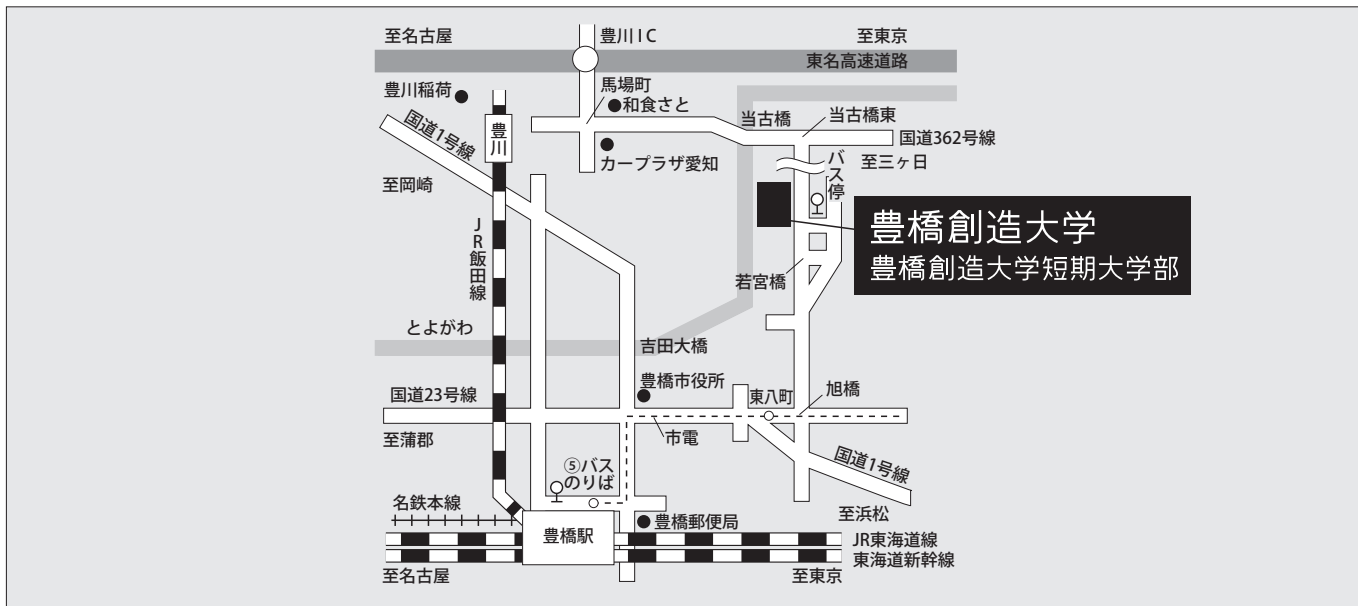 至名古屋
豊川IC
至東京
東名高速道路
豊川稲荷
馬場町
和食さと
当古橋
当古橋東
国道1号線
豊川
国道362号線
カープラザ愛知
バス停
至三ヶ日
至岡崎
豊橋創造大学
豊橋創造大学短期大学部
JR飯田線
若宮橋
とよがわ
吉田大橋
豊橋市役所
国道23号線
東八町
旭橋
至蒲郡
市電
⑤バス
のりば
国道1号線
名鉄本線
至浜松
豊橋駅
豊橋郵便局
JR東海道線
東海道新幹線
至名古屋
至東京